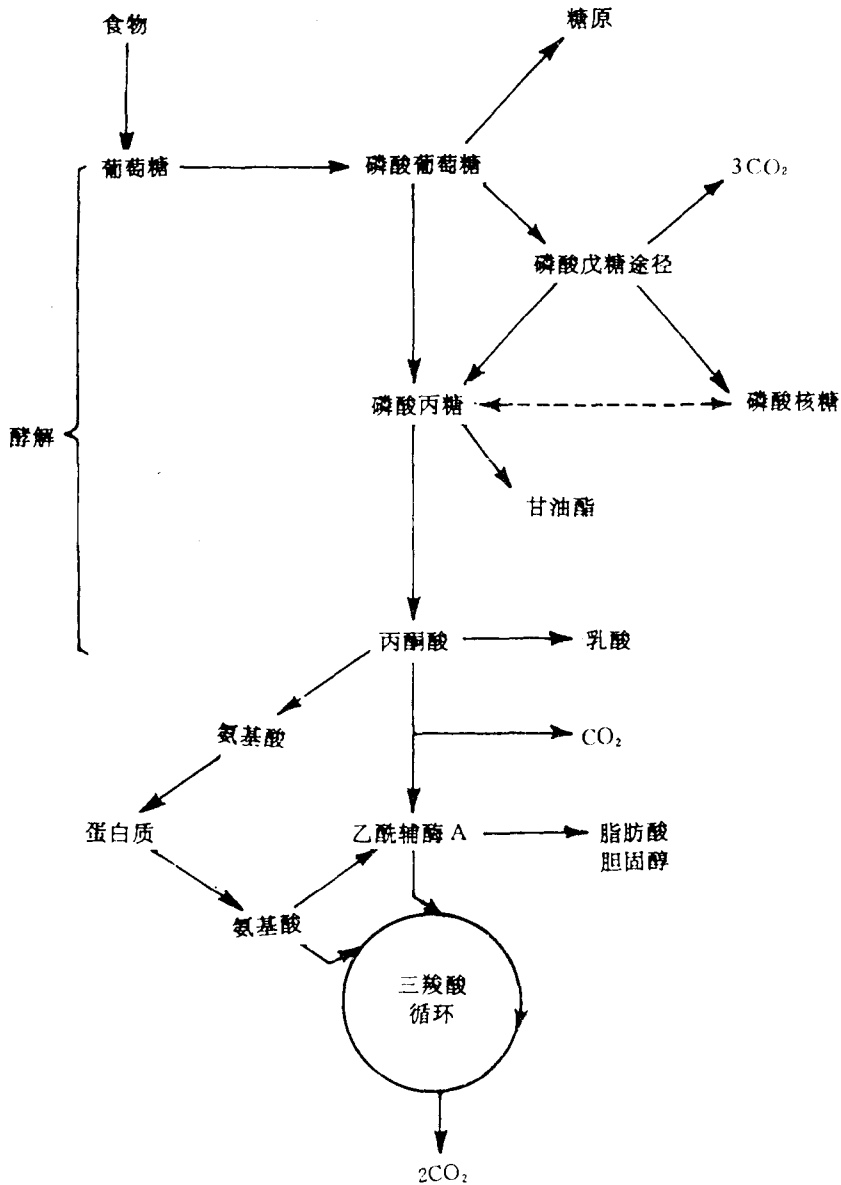 食物
糖原
葡萄糖
磷酸葡萄糖
3CO₂
磷酸戊糖途径
磷酸丙糖
磷酸核糖
酵解
甘油酯
丙酮酸
乳酸
氨基酸
CO₂
蛋白质
乙酰辅酶A
脂肪酸
胆固醇
氨基酸
三羧酸
循环
2CO₂